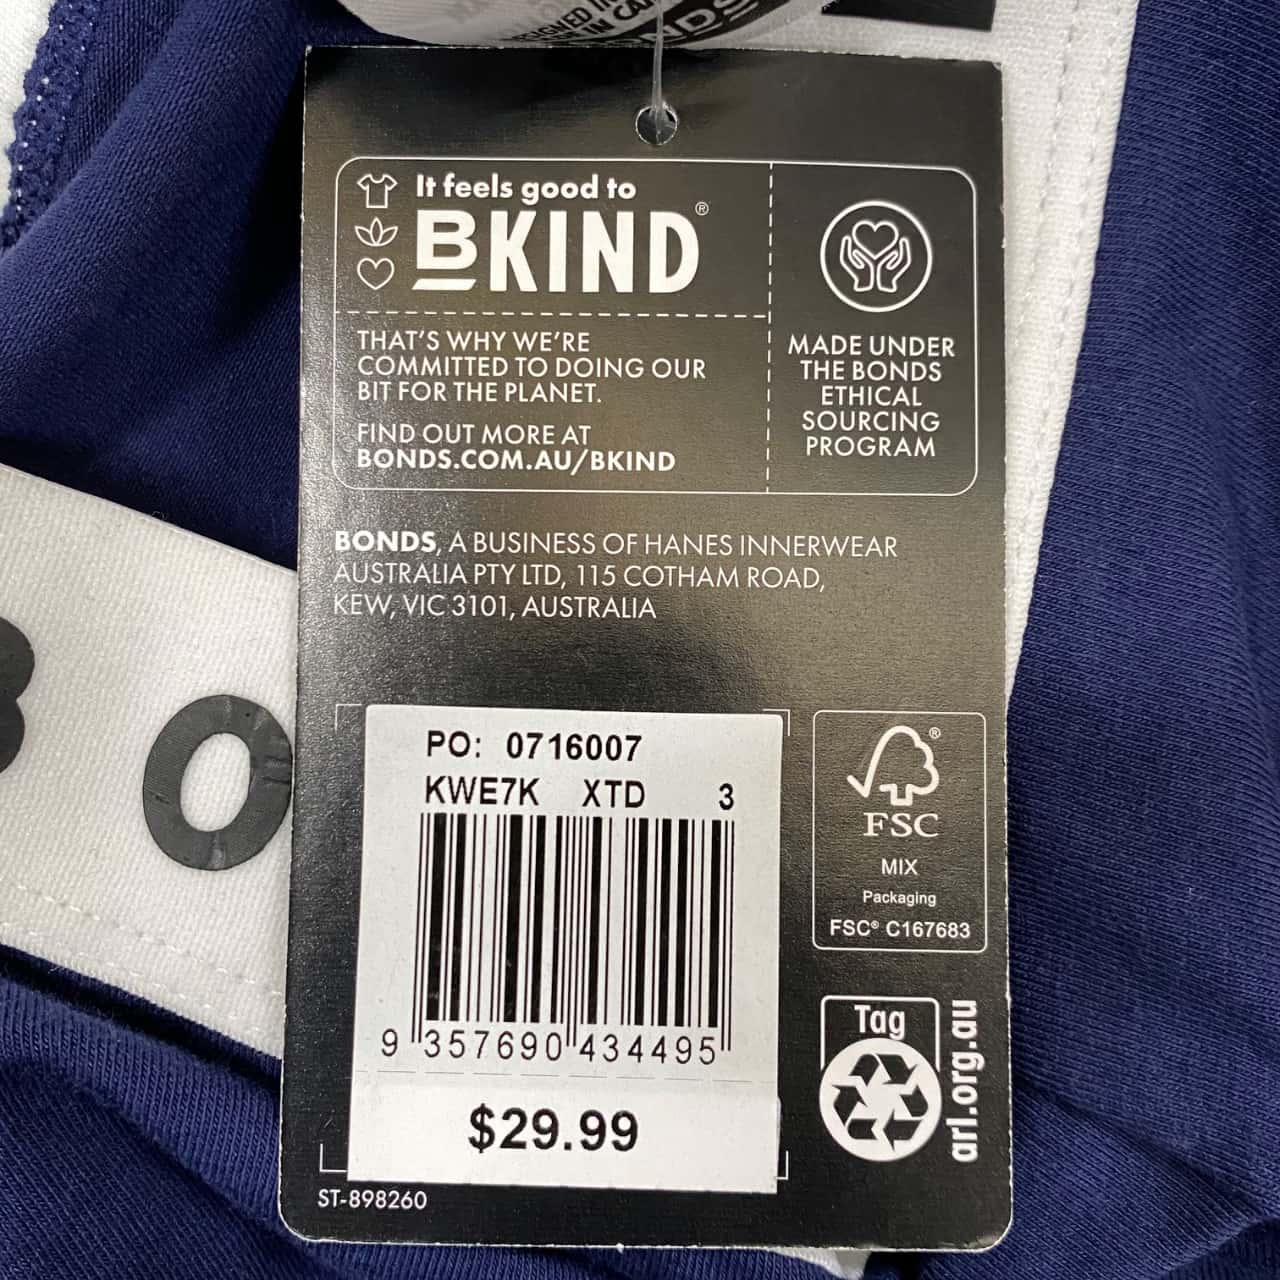 DESIGNED IN
It feels good to
BKIND®
THAT'S WHY WE'RE
COMMITTED TO DOING OUR
BIT FOR THE PLANET.
FIND OUT MORE AT
BONDS.COM.AU/BKIND
MADE UNDER
THE BONDS
ETHICAL
SOURCING
PROGRAM
BONDS, A BUSINESS OF HANES INNERWEAR
AUSTRALIA PTY LTD, 115 COTHAM ROAD,
KEW, VIC 3101, AUSTRALIA
PO: 0716007
KWE7K XTD 3
9 357690 434495
$29.99
ST-898260
®
FSC
MIX
Packaging
FSC® C167683
Tag
arl.org.au
B O